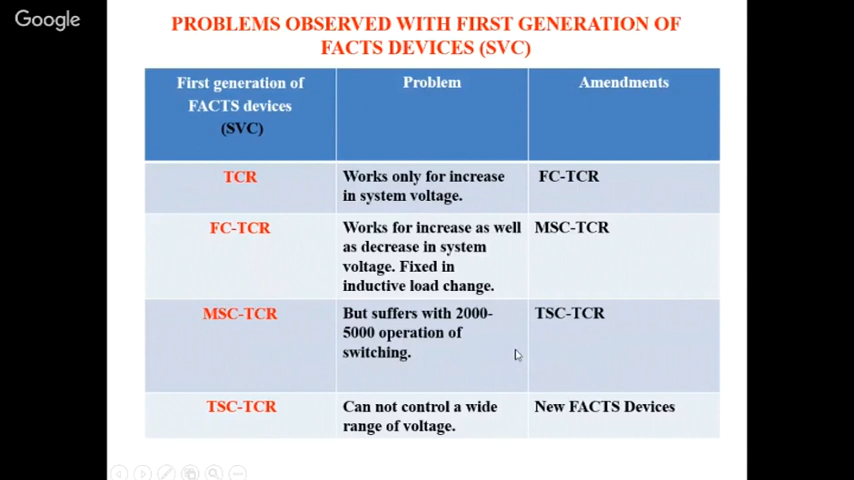 Google
PROBLEMS OBSERVED WITH FIRST GENERATION OF
FACTS DEVICES (SVC)
First generation of
FACTS devices
(SVC)
Problem
Amendments
TCR
Works only for increase
in system voltage.
FC-TCR
FC-TCR
Works for increase as well
as decrease in system
voltage. Fixed in
inductive load change.
MSC-TCR
MSC-TCR
But suffers with 2000-
5000 operation of
switching.
TSC-TCR
TSC-TCR
Can not control a wide
range of voltage.
New FACTS Devices